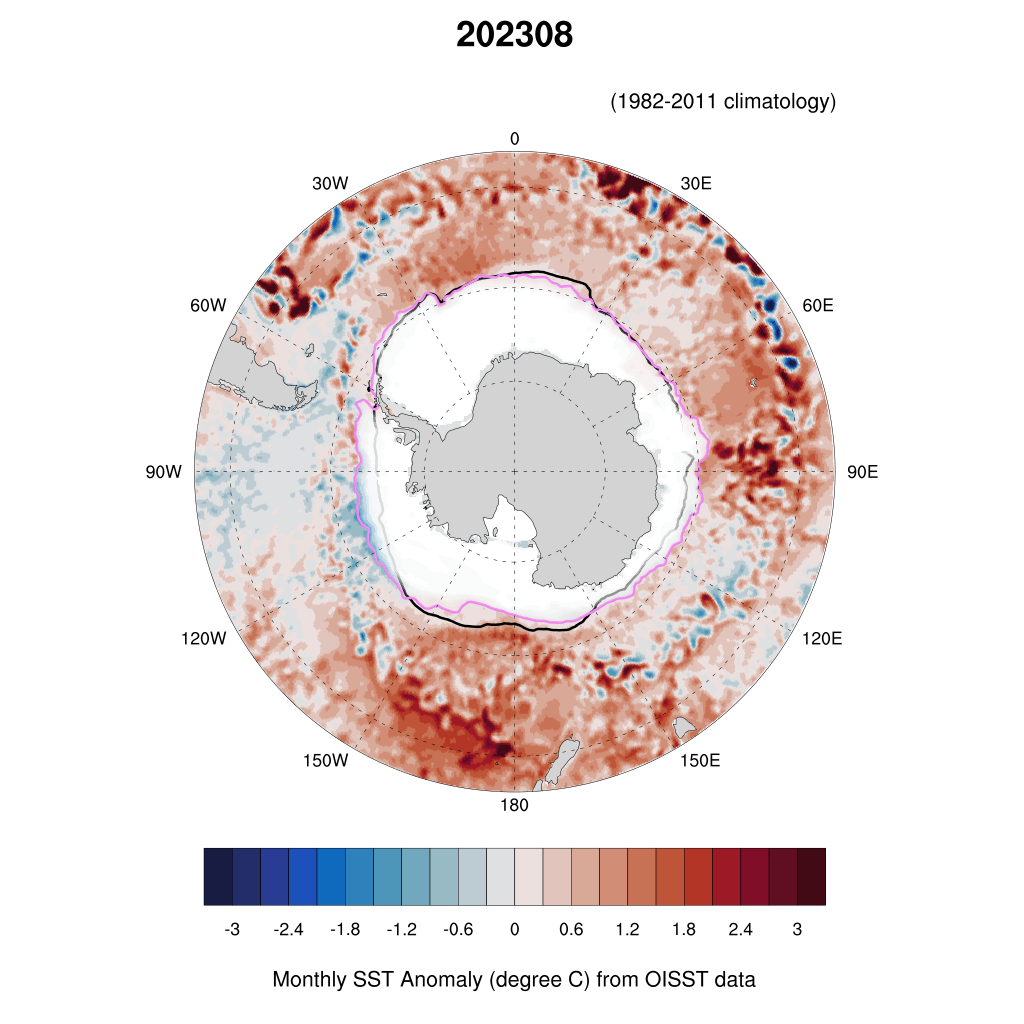 202308
(1982-2011 climatology)
0
30W
30E
60W
60E
90W
90E
120W
120E
150W
150E
180
-3 -2.4 -1.8 -1.2 -0.6 0 0.6 1.2 1.8 2.4 3
Monthly SST Anomaly (degree C) from OISST data